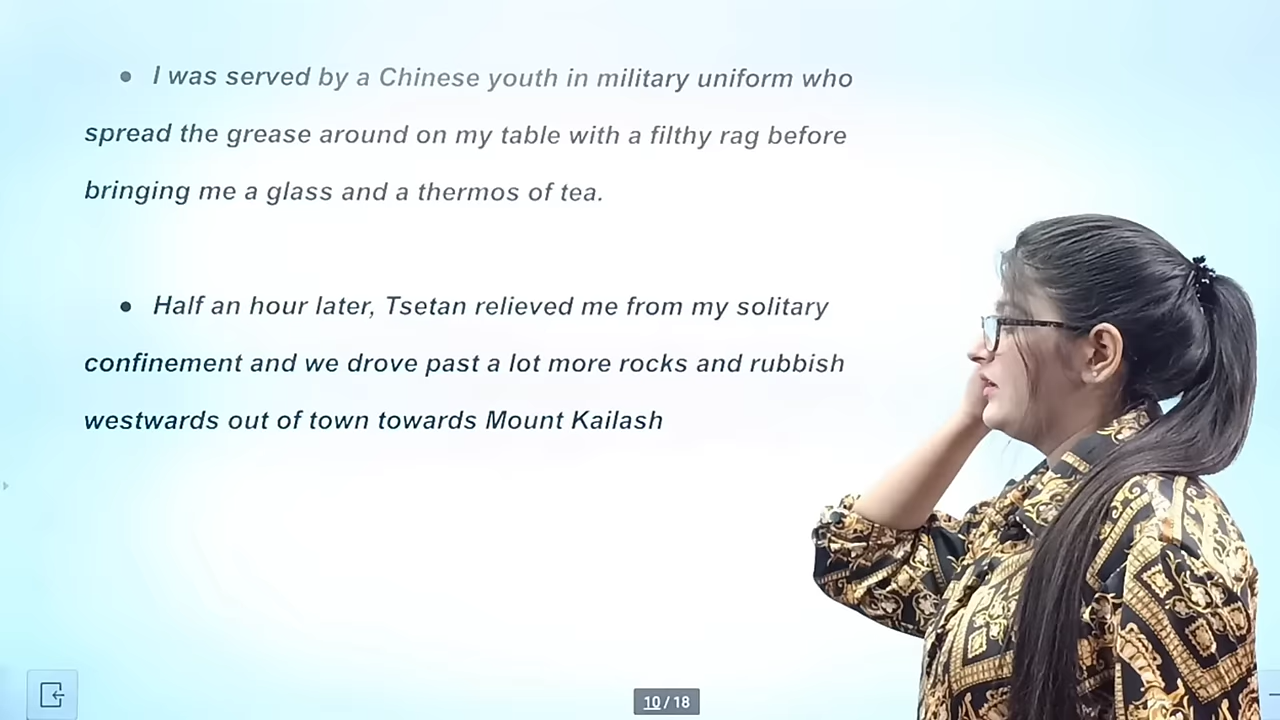 • I was served by a Chinese youth in military uniform who
spread the grease around on my table with a filthy rag before
bringing me a glass and a thermos of tea.
• Half an hour later, Tsetan relieved me from my solitary
confinement and we drove past a lot more rocks and rubbish
westwards out of town towards Mount Kailash
10 / 18